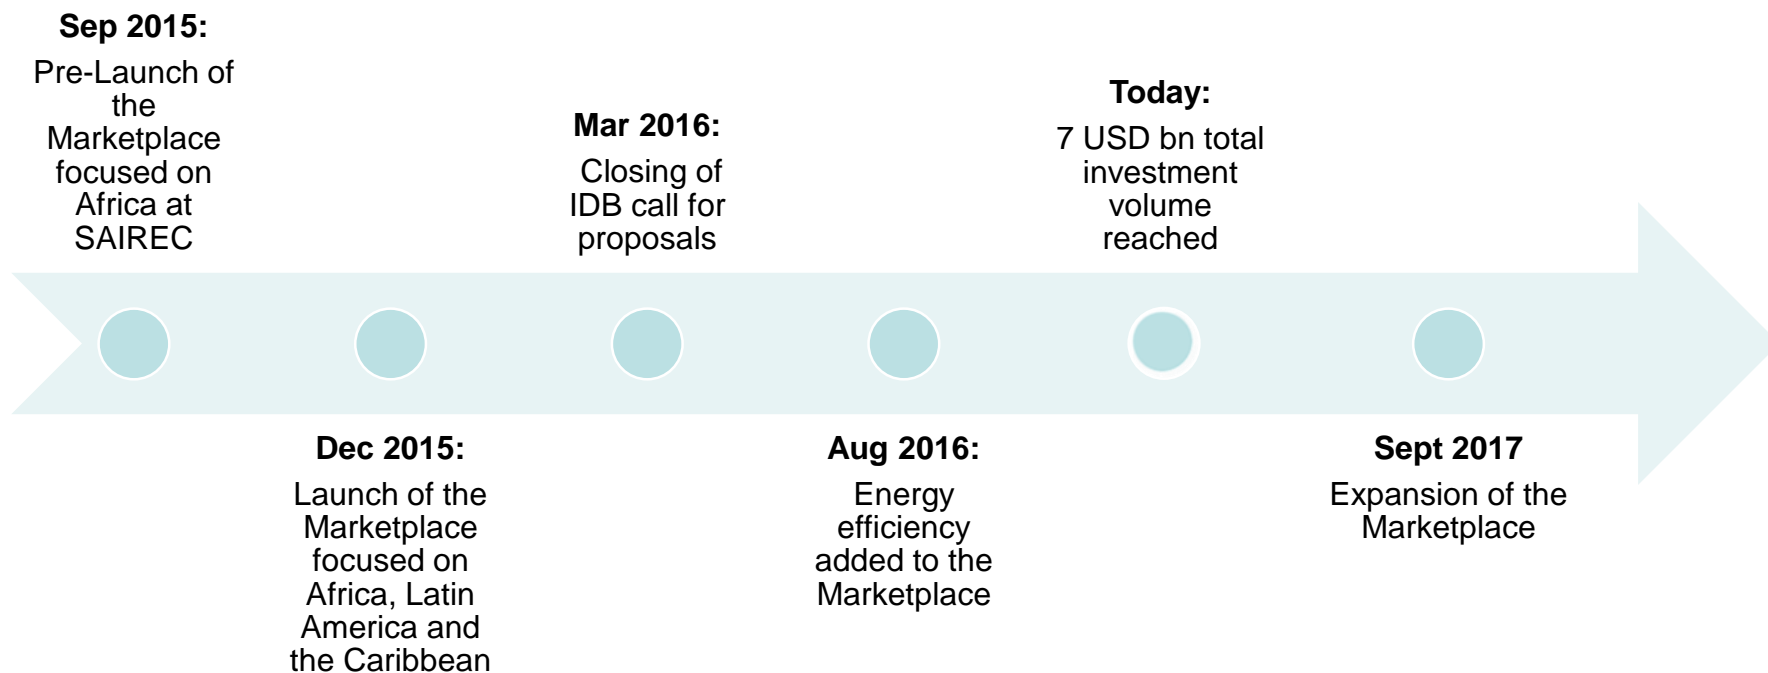 Sep 2015:
Pre-Launch of
the
Marketplace
focused on
Africa at
SAIREC
Dec 2015:
Launch of the
Marketplace
focused on
Africa, Latin
America and
the Caribbean
Mar 2016:
Closing of
IDB call for
proposals
Aug 2016:
Energy
efficiency
added to the
Marketplace
Today:
7 USD bn total
investment
volume
reached
Sept 2017
Expansion of the
Marketplace